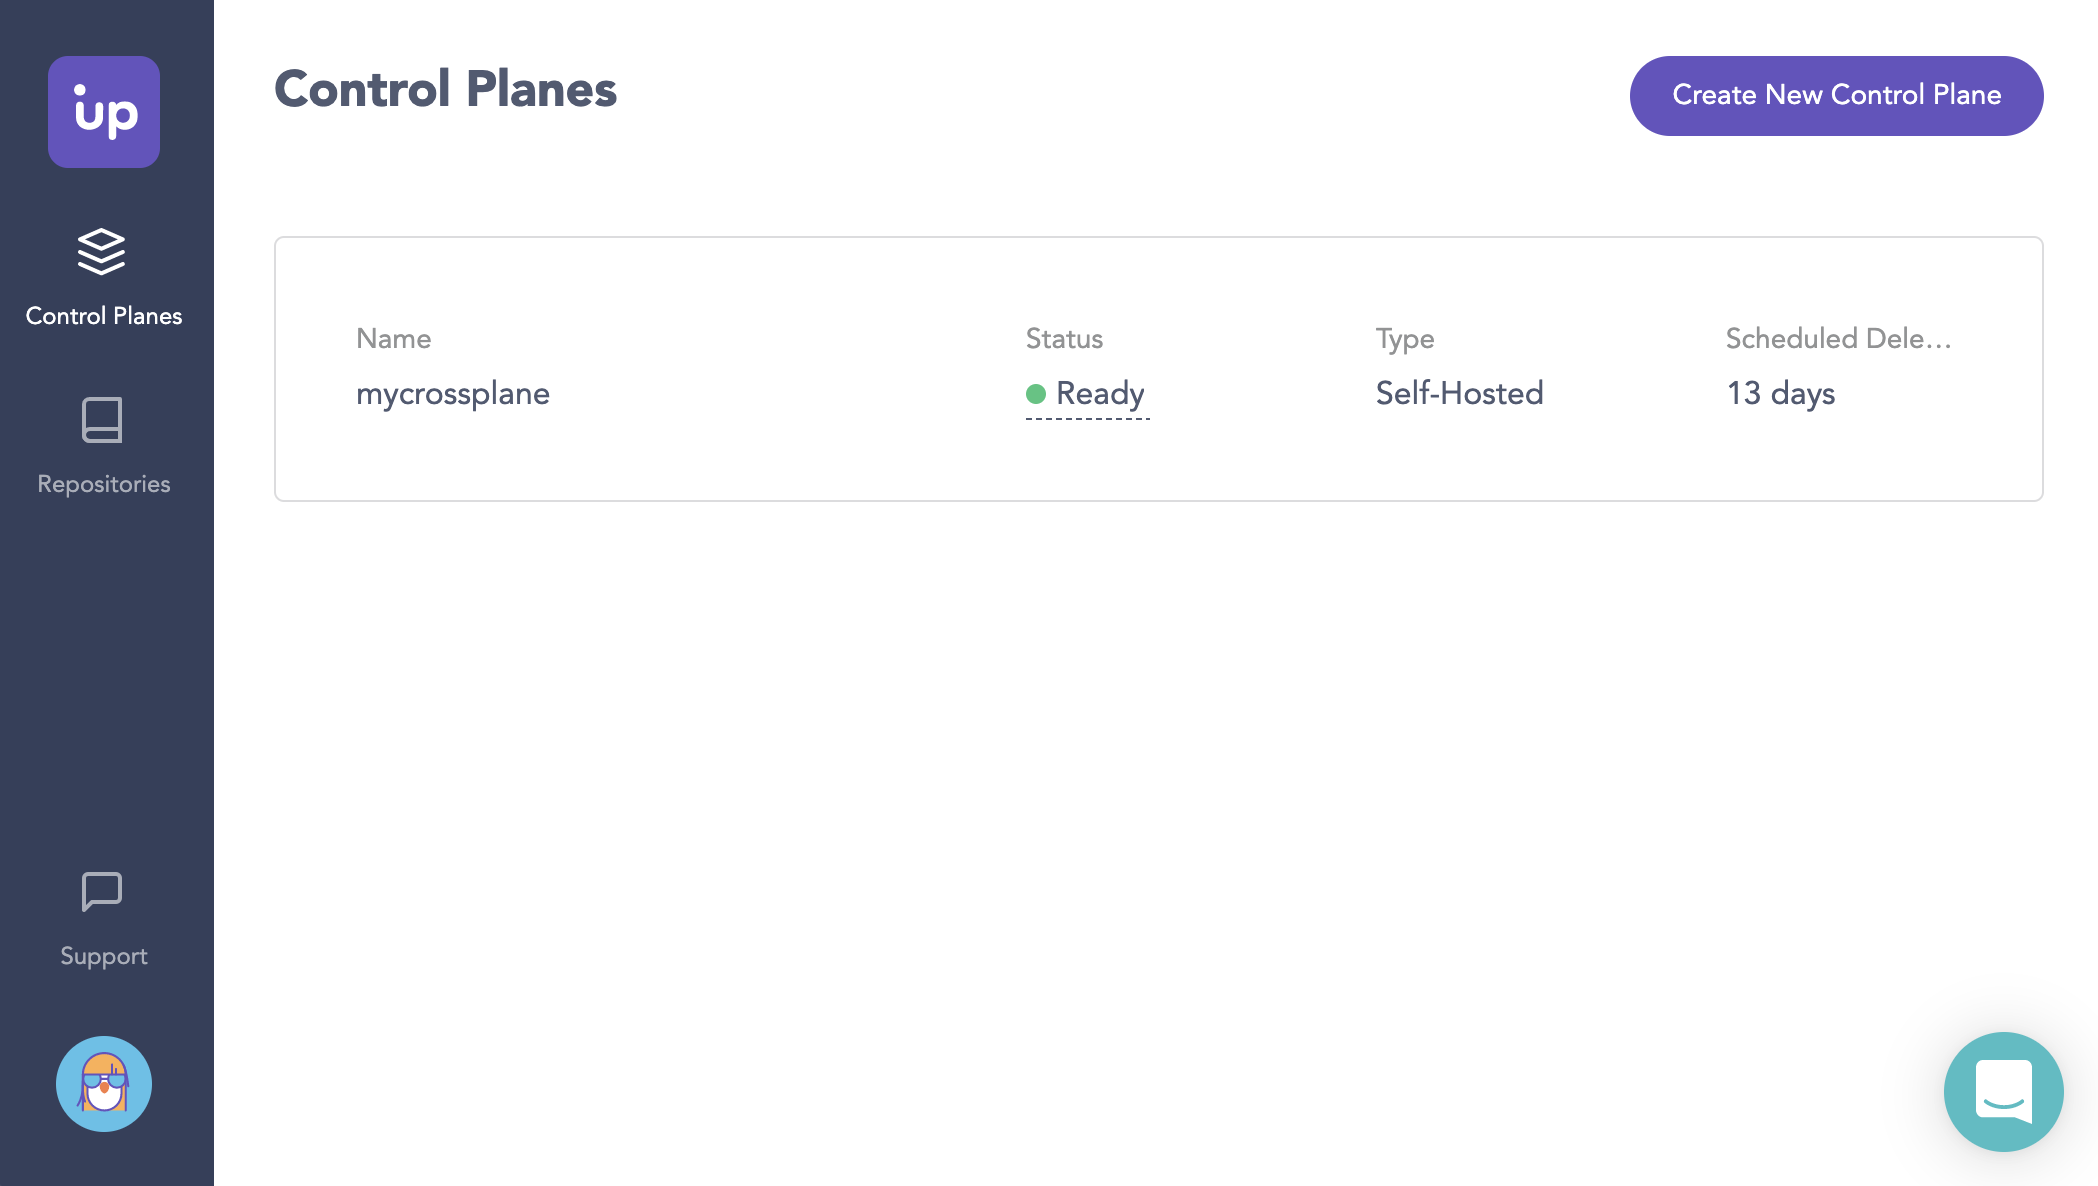 up
Control Planes
Repositories
Support
Control Planes
Create New Control Plane
Name
Status
Type
Scheduled Dele...
mycrossplane
Ready
Self-Hosted
13 days